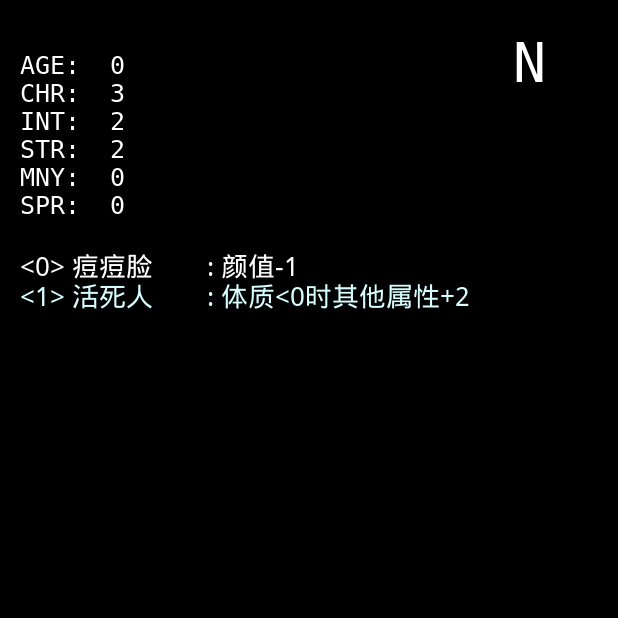 N
AGE: 0
CHR: 3
INT: 2
STR: 2
MNY: 0
SPR: 0
<0> 痘痘脸 : 颜值-1
<1> 活死人 : 体质<0时其他属性+2